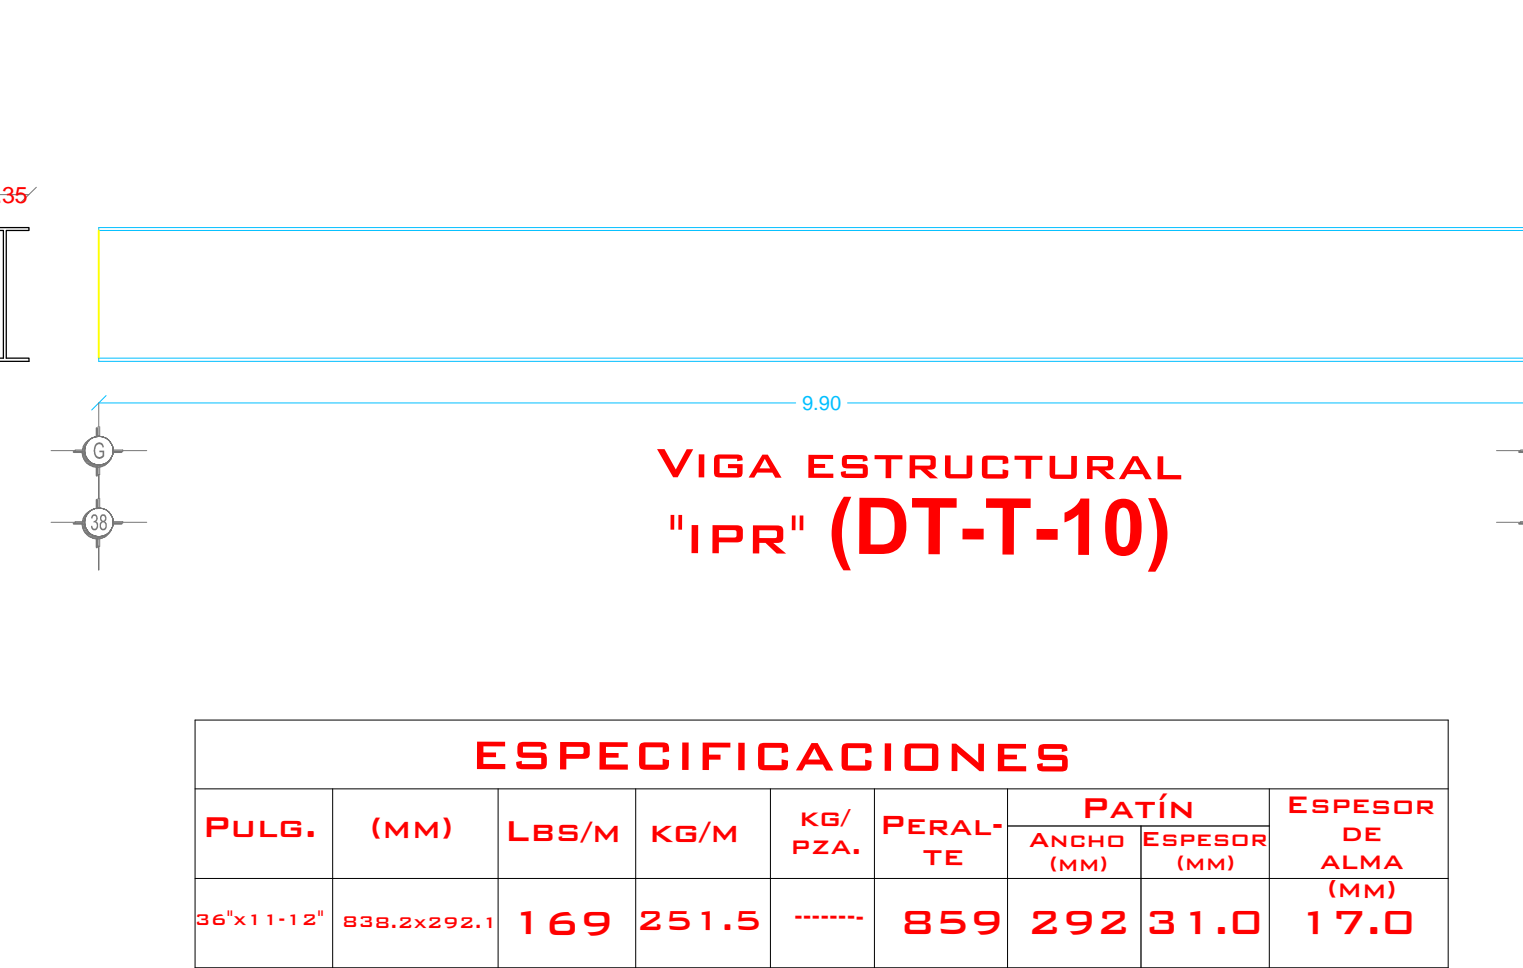 .35
9.90
G
38
VIGA ESTRUCTURAL
"IPR" (DT-T-10)
ESPECIFICACIONES
PULG. (MM) LBS/M KG/M KG/PZA. PERAL-TE PATÍN ANCHO (MM) ESPESOR (MM) ESPESOR DE ALMA (MM)
36"x11-12" 838.2x292.1 169 251.5 -------- 859 292 31.0 17.0